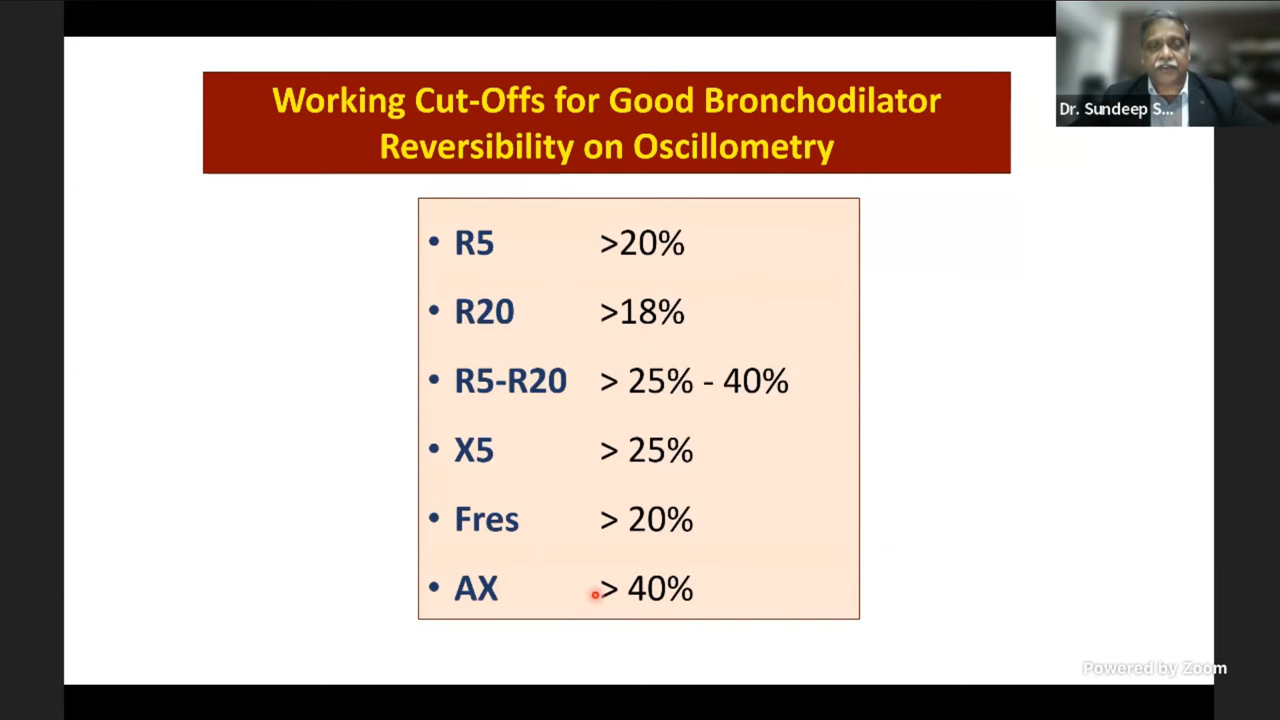 Working Cut-Offs for Good Bronchodilator
Reversibility on Oscillometry
• R5 >20%
• R20 >18%
• R5-R20 > 25% - 40%
• X5 > 25%
• Fres > 20%
• AX > 40%
Dr. Sundeep S...
Powered by Zoom